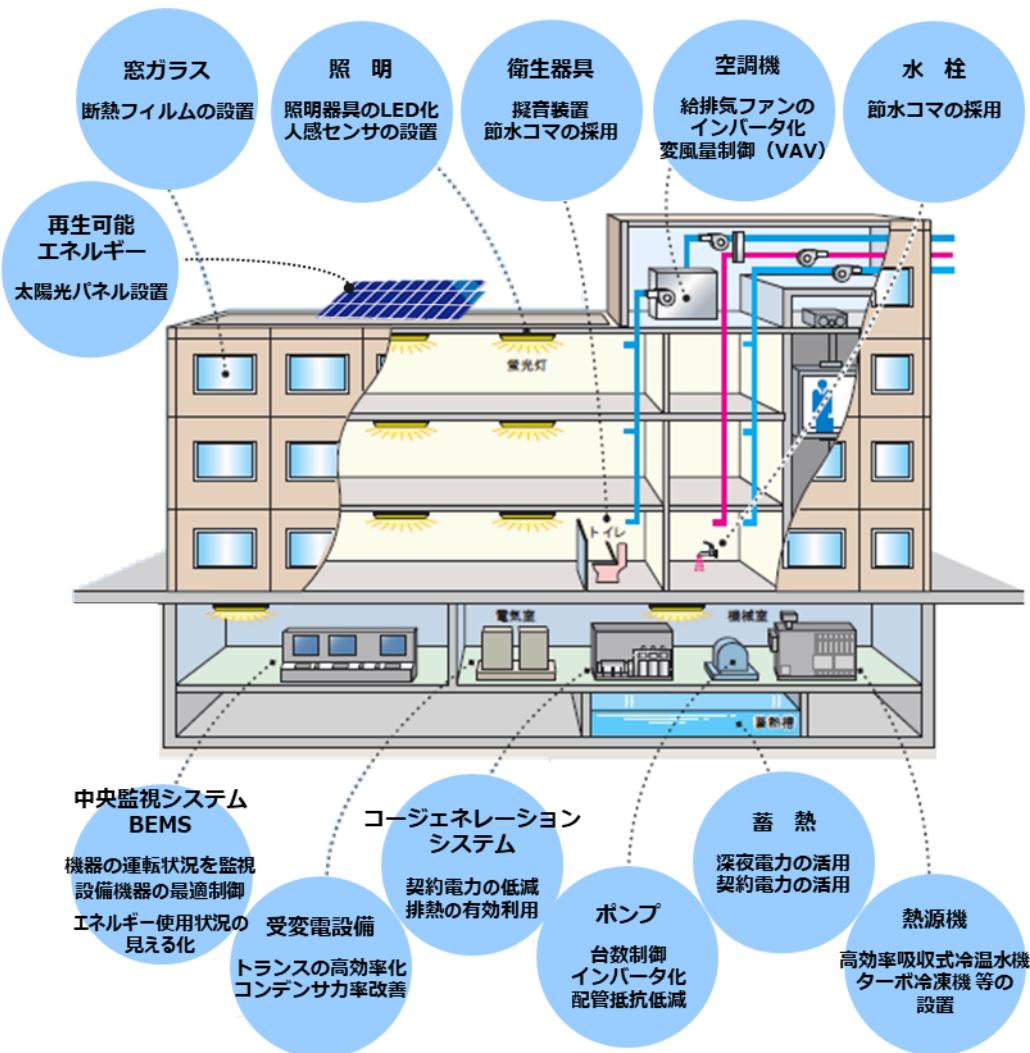 窓ガラス
断熱フィルムの設置
照　明
照明器具のLED化
人感センサの設置
衛生器具
擬音装置
節水コマの採用
空調機
給排気ファンの
インバータ化
変風量制御（VAV）
水　栓
節水コマの採用
再生可能
エネルギー
太陽光パネル設置
蛍光灯
トイレ
電気室
機械室
蓄熱槽
中央監視システム
BEMS
機器の運転状況を監視
設備機器の最適制御
エネルギー使用状況の
見える化
受変電設備
トランスの高効率化
コンデンサ力率改善
コージェネレーション
システム
契約電力の低減
排熱の有効利用
ポンプ
台数制御
インバータ化
配管抵抗低減
蓄　熱
深夜電力の活用
契約電力の活用
熱源機
高効率吸収式冷温水機
ターボ冷凍機 等の
設置